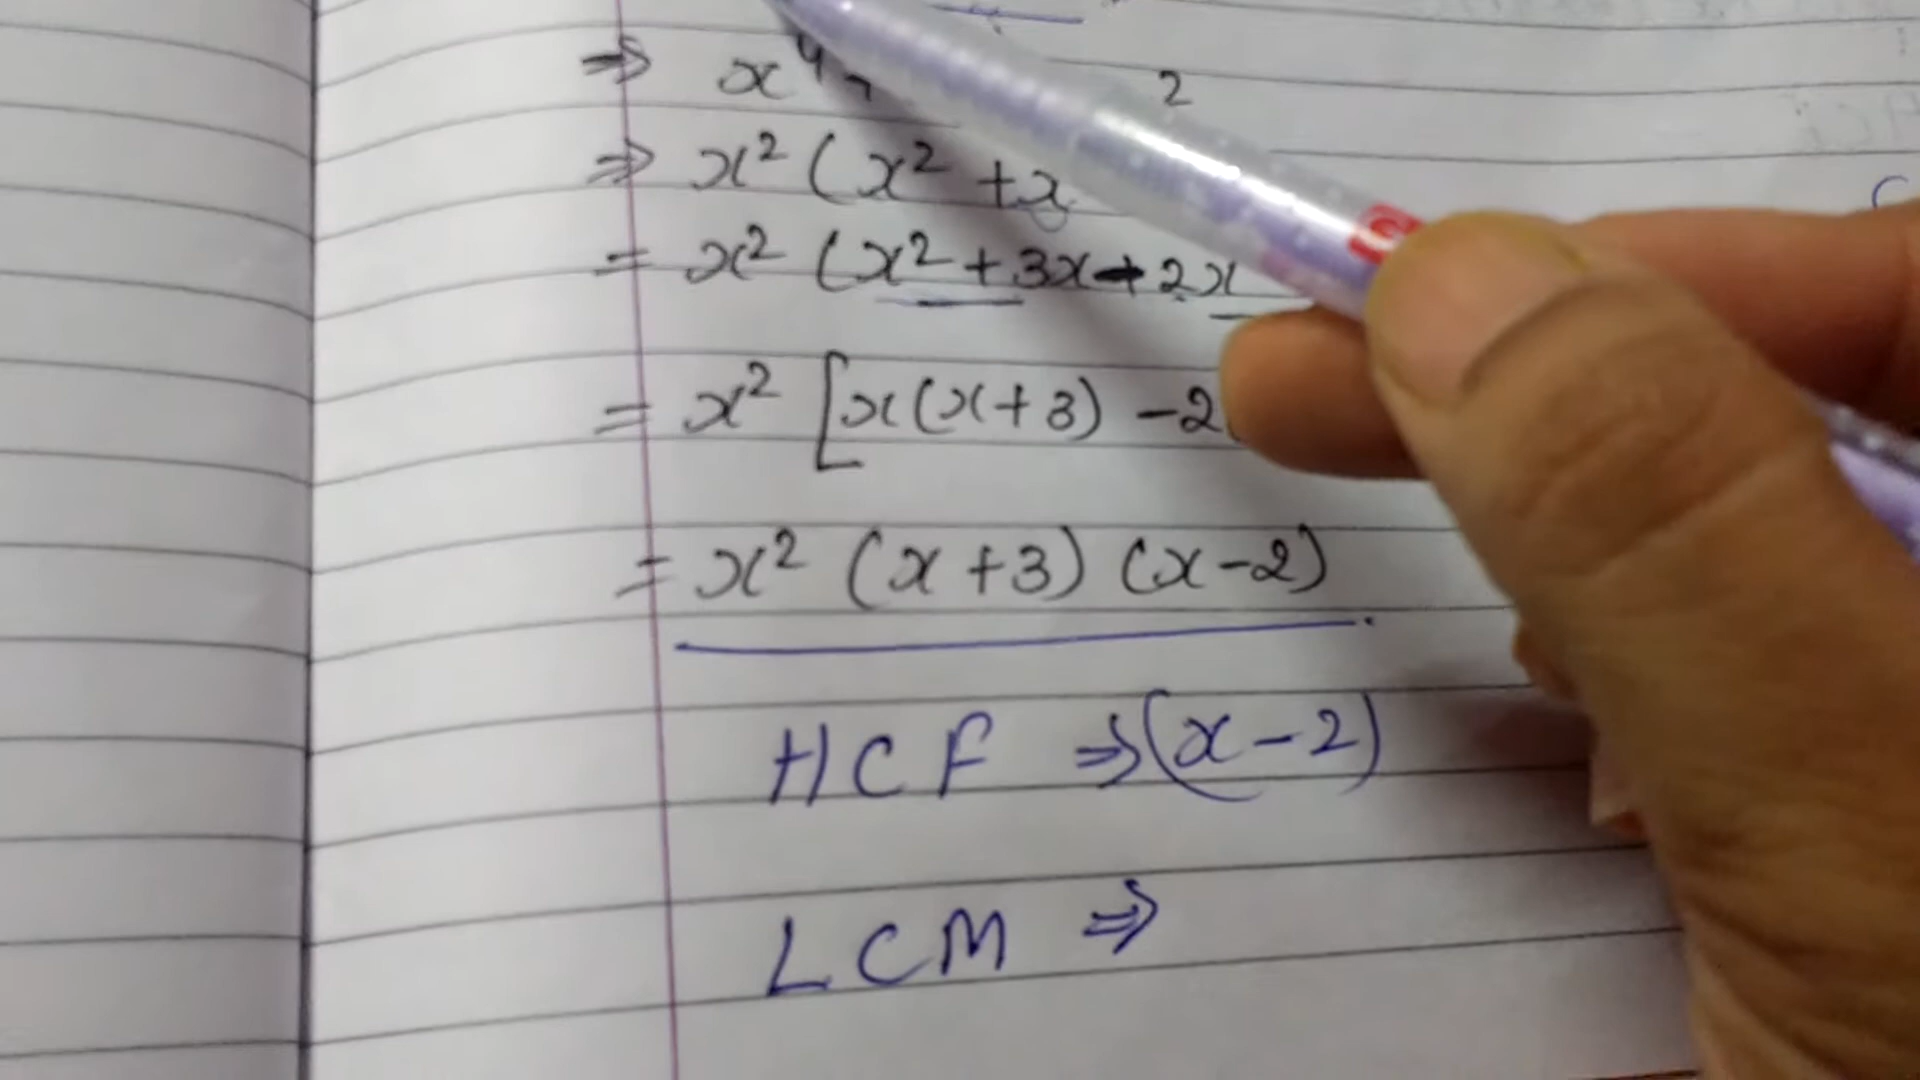 ⇒ x⁴ 2
⇒ x² (x² + x
= x² (x² + 3x - 2x
= x² [x(x+3) - 2
= x² (x+3) (x-2)
HCF ⇒ (x-2)
LCM ⇒